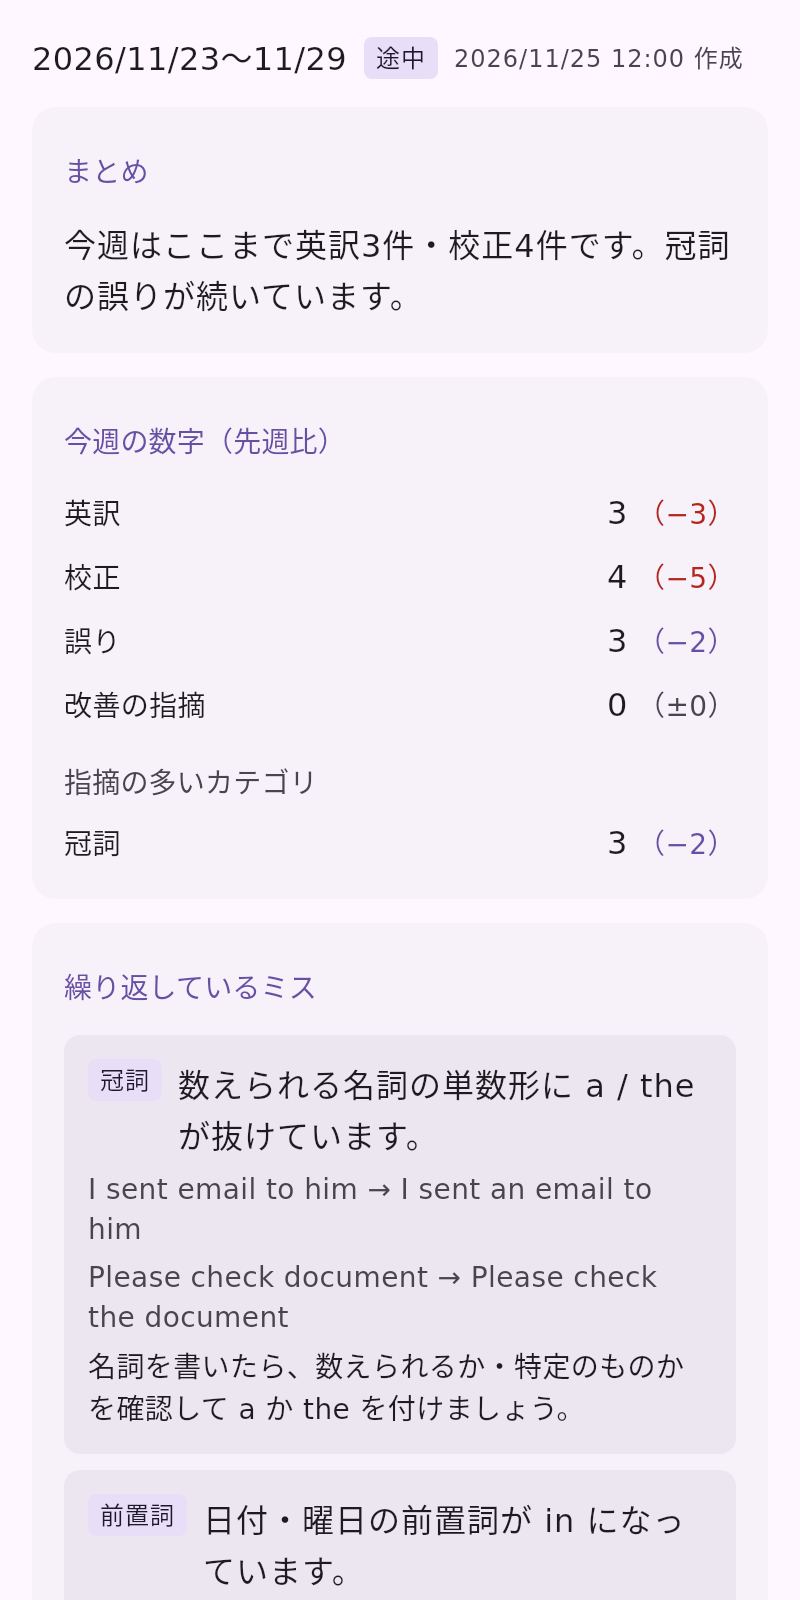 2026/11/23〜11/29 途中 2026/11/25 12:00 作成
まとめ
今週はここまで英訳3件・校正4件です。冠詞
の誤りが続いています。
今週の数字（先週比）
英訳 3 （−3）
校正 4 （−5）
誤り 3 （−2）
改善の指摘 0 （±0）
指摘の多いカテゴリ
冠詞 3 （−2）
繰り返しているミス
冠詞 数えられる名詞の単数形に a / the
が抜けています。
I sent email to him → I sent an email to
him
Please check document → Please check
the document
名詞を書いたら、数えられるか・特定のものか
を確認して a か the を付けましょう。
前置詞 日付・曜日の前置詞が in になっ
ています。